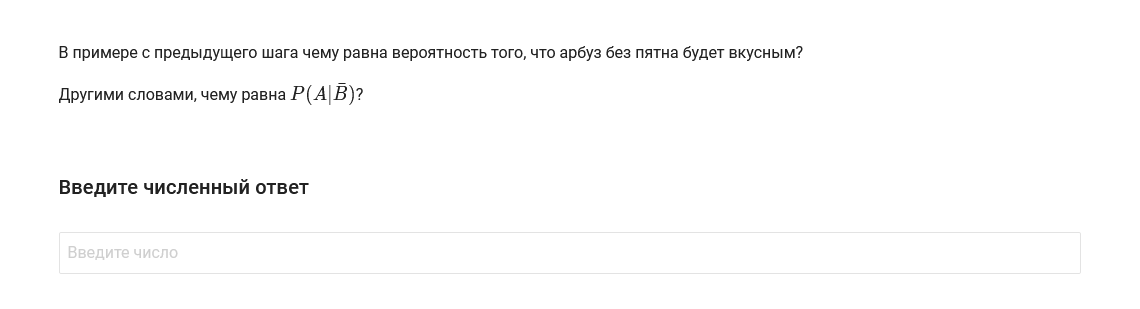 В примере с предыдущего шага чему равна вероятность того, что арбуз без пятна будет вкусным?
Другими словами, чему равна P(A|B̄)?
Введите численный ответ
Введите число